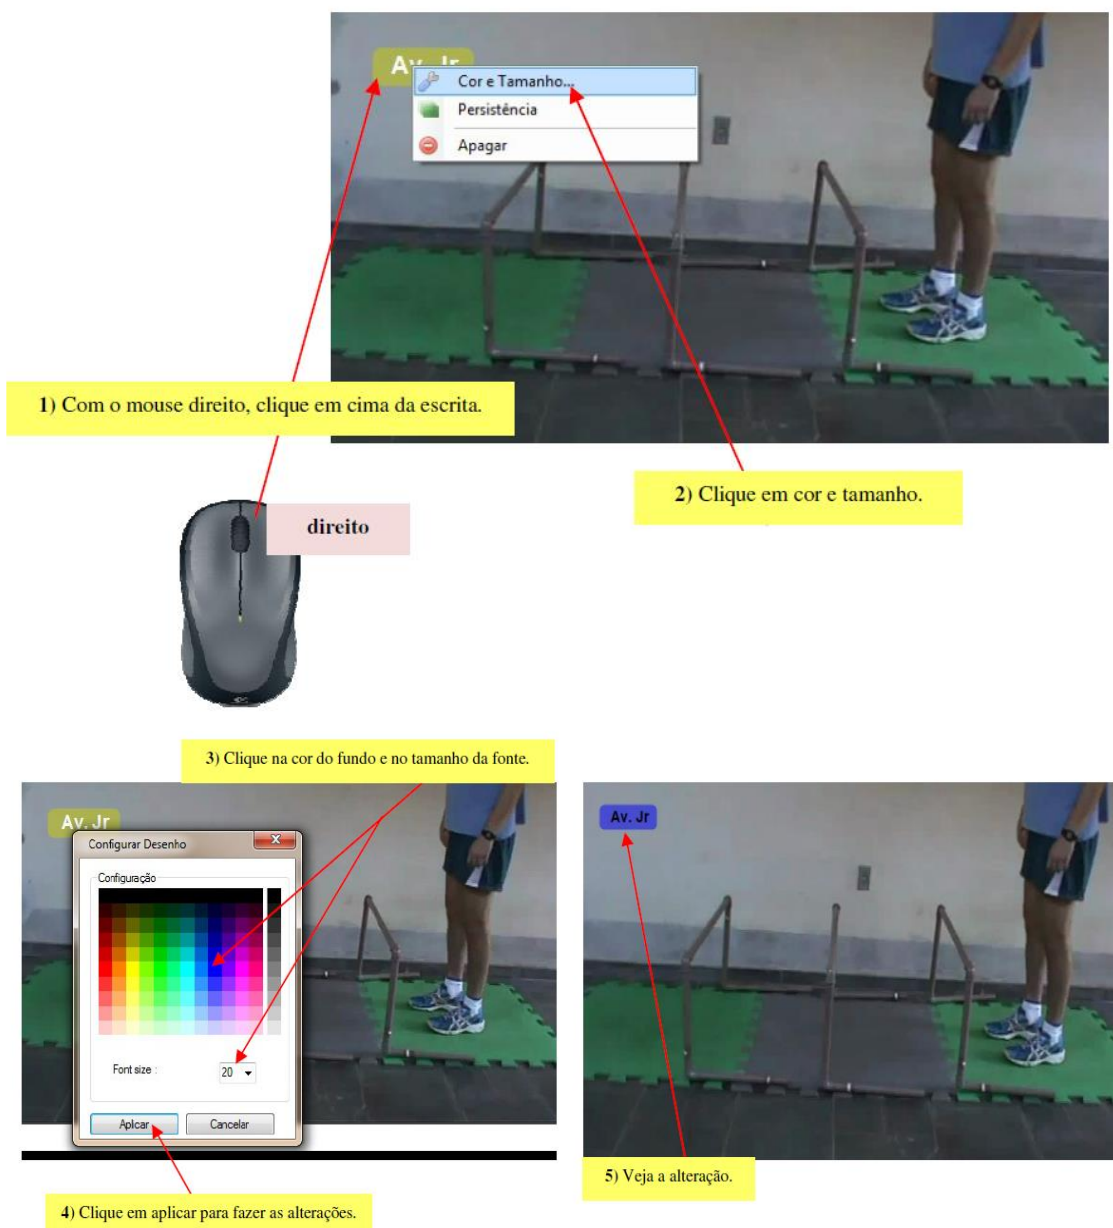 Av. Jr
Cor e Tamanho...
Persistência
Apagar
1) Com o mouse direito, clique em cima da escrita.
2) Clique em cor e tamanho.
direito
3) Clique na cor do fundo e no tamanho da fonte.
Av. Jr
Configurar Desenho
Configuração
Font size :
20
Aplicar
Cancelar
Av. Jr
5) Veja a alteração.
4) Clique em aplicar para fazer as alterações.